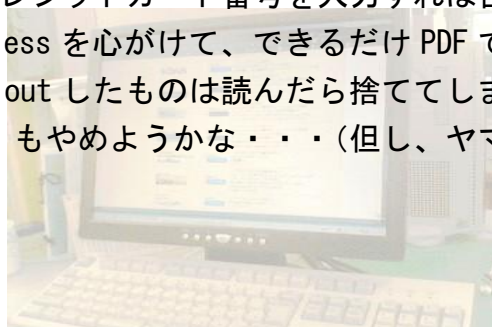 レジットカード番号を入力すれば
ess を心がけて、できるだけ PDF で
out したものは読んだら捨ててしま
もやめようかな・・・（但し、ヤマ